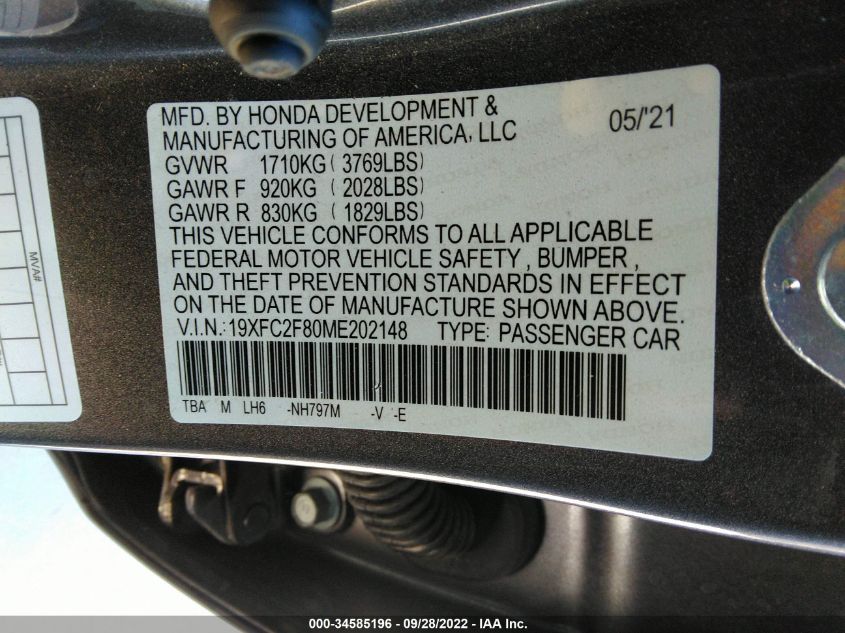 MFD. BY HONDA DEVELOPMENT &
MANUFACTURING OF AMERICA, LLC
05/'21
GVWR 1710KG ( 3769LBS)
GAWR F 920KG ( 2028LBS)
GAWR R 830KG ( 1829LBS)
THIS VEHICLE CONFORMS TO ALL APPLICABLE
FEDERAL MOTOR VEHICLE SAFETY , BUMPER ,
AND THEFT PREVENTION STANDARDS IN EFFECT
ON THE DATE OF MANUFACTURE SHOWN ABOVE.
V.I.N.: 19XFC2F80ME202148 TYPE: PASSENGER CAR
TBA M LH6 -NH797M -V -E
MVA#
000-34585196 - 09/28/2022 - IAA Inc.